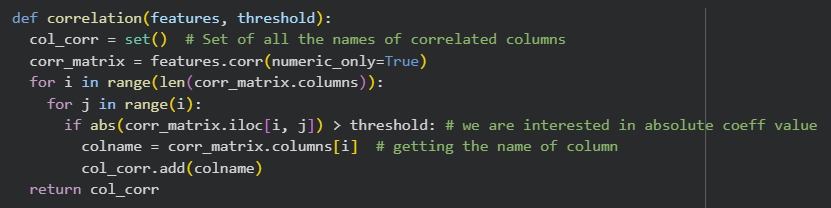 def correlation(features, threshold):
  col_corr = set()  # Set of all the names of correlated columns
  corr_matrix = features.corr(numeric_only=True)
  for i in range(len(corr_matrix.columns)):
    for j in range(i):
      if abs(corr_matrix.iloc[i, j]) > threshold: # we are interested in absolute coeff value
        colname = corr_matrix.columns[i]  # getting the name of column
        col_corr.add(colname)
  return col_corr